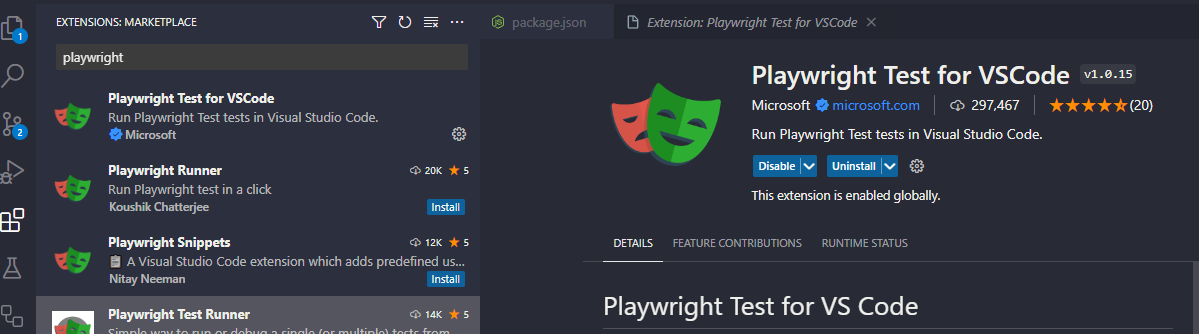 EXTENSIONS: MARKETPLACE
playwright
Playwright Test for VSCode
Run Playwright Test tests in Visual Studio Code.
Microsoft
Playwright Runner 20K 5
Run Playwright test in a click
Koushik Chatterjee Install
Playwright Snippets 12K 5
A Visual Studio Code extension which adds predefined us...
Nitay Neeman Install
Playwright Test Runner 14K 5
Simple way to run or debug a single (or multiple) tests from
1
2
package.json
Extension: Playwright Test for VSCode
Playwright Test for VSCode v1.0.15
Microsoft microsoft.com 297,467 (20)
Run Playwright Test tests in Visual Studio Code.
Disable Uninstall
This extension is enabled globally.
DETAILS FEATURE CONTRIBUTIONS RUNTIME STATUS
Playwright Test for VS Code